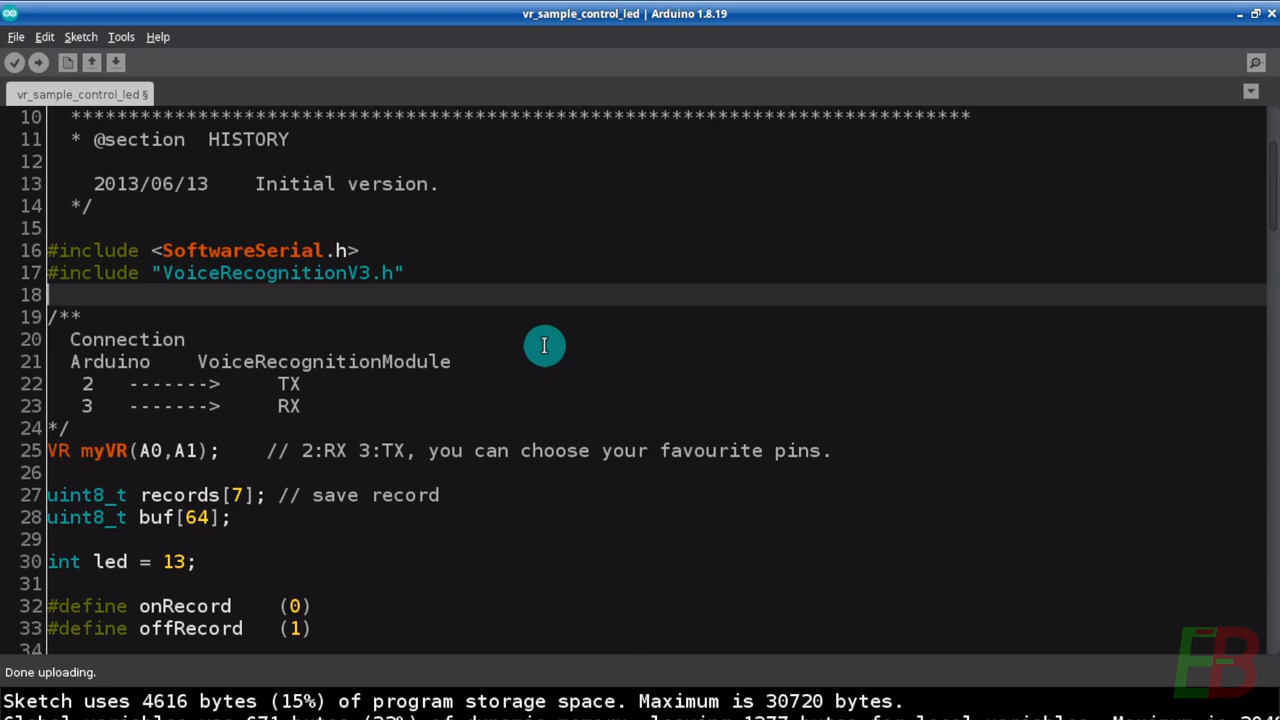 vr_sample_control_led | Arduino 1.8.19
File Edit Sketch Tools Help
vr_sample_control_led §
10 ******************************************************************************
11 * @section HISTORY
12
13 2013/06/13 Initial version.
14 */
15
16 #include <SoftwareSerial.h>
17 #include "VoiceRecognitionV3.h"
18
19 /**
20 Connection
21 Arduino VoiceRecognitionModule
22 2 -------> TX
23 3 -------> RX
24 */
25 VR myVR(A0,A1); // 2:RX 3:TX, you can choose your favourite pins.
26
27 uint8_t records[7]; // save record
28 uint8_t buf[64];
29
30 int led = 13;
31
32 #define onRecord (0)
33 #define offRecord (1)
34
Done uploading.
Sketch uses 4616 bytes (15%) of program storage space. Maximum is 30720 bytes.
EB